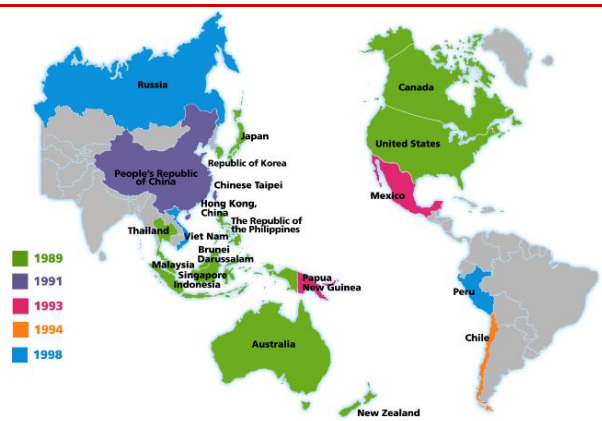 Russia
Canada
Japan
United States
Republic of Korea
People's Republic
of China
Chinese Taipei
Mexico
Hong Kong,
China
The Republic of
the Philippines
Thailand
Viet Nam
Brunei
Darussalam
Malaysia
Singapore
Indonesia
Papua
New Guinea
Peru
Chile
Australia
New Zealand
1989
1991
1993
1994
1998